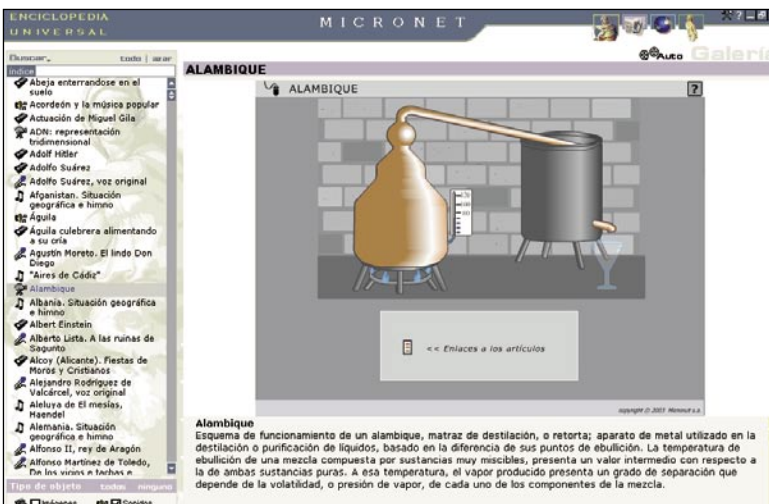 ENCICLOPEDIA
UNIVERSAL
MICRONET
? _
Buscar... todo | azar
índice
Auto Galería
ALAMBIQUE
ALAMBIQUE ?
Abeja enterrandose en el
suelo
Acordeón y la música popular
Actuación de Miguel Gila
ADN: representación
tridimensional
Adolf Hitler
Adolfo Suárez
Adolfo Suárez, voz original
Afganistan. Situación
geográfica e himno
Águila
Águila culebrera alimentando
a su cría
Agustín Moreto. El lindo Don
Diego
"Aires de Cádiz"
Alambique
Albania. Situación geográfica
e himno
Albert Einstein
Alberto Lista. A las ruinas de
Sagunto
Alcoy (Alicante). Fiestas de
Moros y Cristianos
Alejandro Rodríguez de
Valcárcel, voz original
Aleluya de El mesías,
Haendel
Alemania. Situación
geográfica e himno
Alfonso II, rey de Aragón
Alfonso Martínez de Toledo,
De los vicios e tachas e
Tipo de objeto todos ninguno
Imágenes Sonidos
<< Enlaces a los artículos
copyright © 2003 Micronet s.a.
Alambique
Esquema de funcionamiento de un alambique, matraz de destilación, o retorta; aparato de metal utilizado en la
destilación o purificación de líquidos, basado en la diferencia de sus puntos de ebullición. La temperatura de
ebullición de una mezcla compuesta por sustancias muy miscibles, presenta un valor intermedio con respecto a
la de ambas sustancias puras. A esa temperatura, el vapor producido presenta un grado de separación que
depende de la volatilidad, o presión de vapor, de cada uno de los componentes de la mezcla.